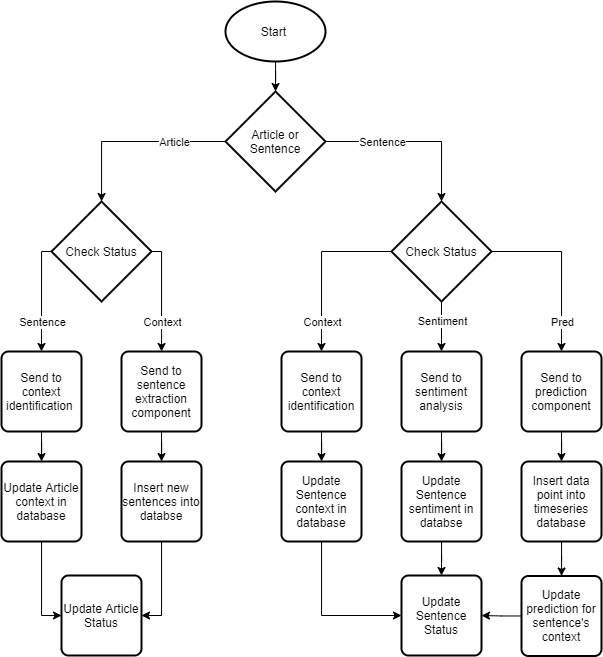 Start
Article or
Sentence
Article
Sentence
Check Status
Check Status
Sentence
Context
Context
Sentiment
Pred
Send to
context
identification
Send to
sentence
extraction
component
Send to
context
identification
Send to
sentiment
analysis
Send to
prediction
component
Update Article
context in
database
Insert new
sentences into
databse
Update
Sentence
context in
database
Update
Sentence
sentiment in
databse
Insert data
point into
timeseries
database
Update Article
Status
Update
Sentence
Status
Update
prediction for
sentence's
context